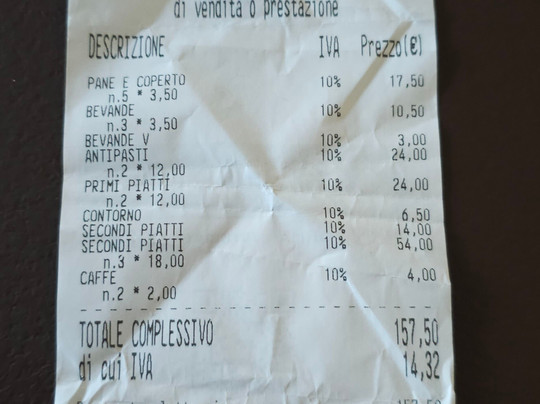 di vendita o prestazione
DESCRIZIONE IVA Prezzo(€)
PANE E COPERTO 10% 17,50
n.5 * 3,50
BEVANDE 10% 10,50
n.3 * 3,50
BEVANDE V 10% 3,00
ANTIPASTI 10% 24,00
n.2 * 12,00
PRIMI PIATTI 10% 24,00
n.2 * 12,00
CONTORNO 10% 6,50
SECONDI PIATTI 10% 14,00
SECONDI PIATTI 10% 54,00
n.3 * 18,00
CAFFE 10% 4,00
n.2 * 2,00
TOTALE COMPLESSIVO 157,50
di cui IVA 14,32
157,50